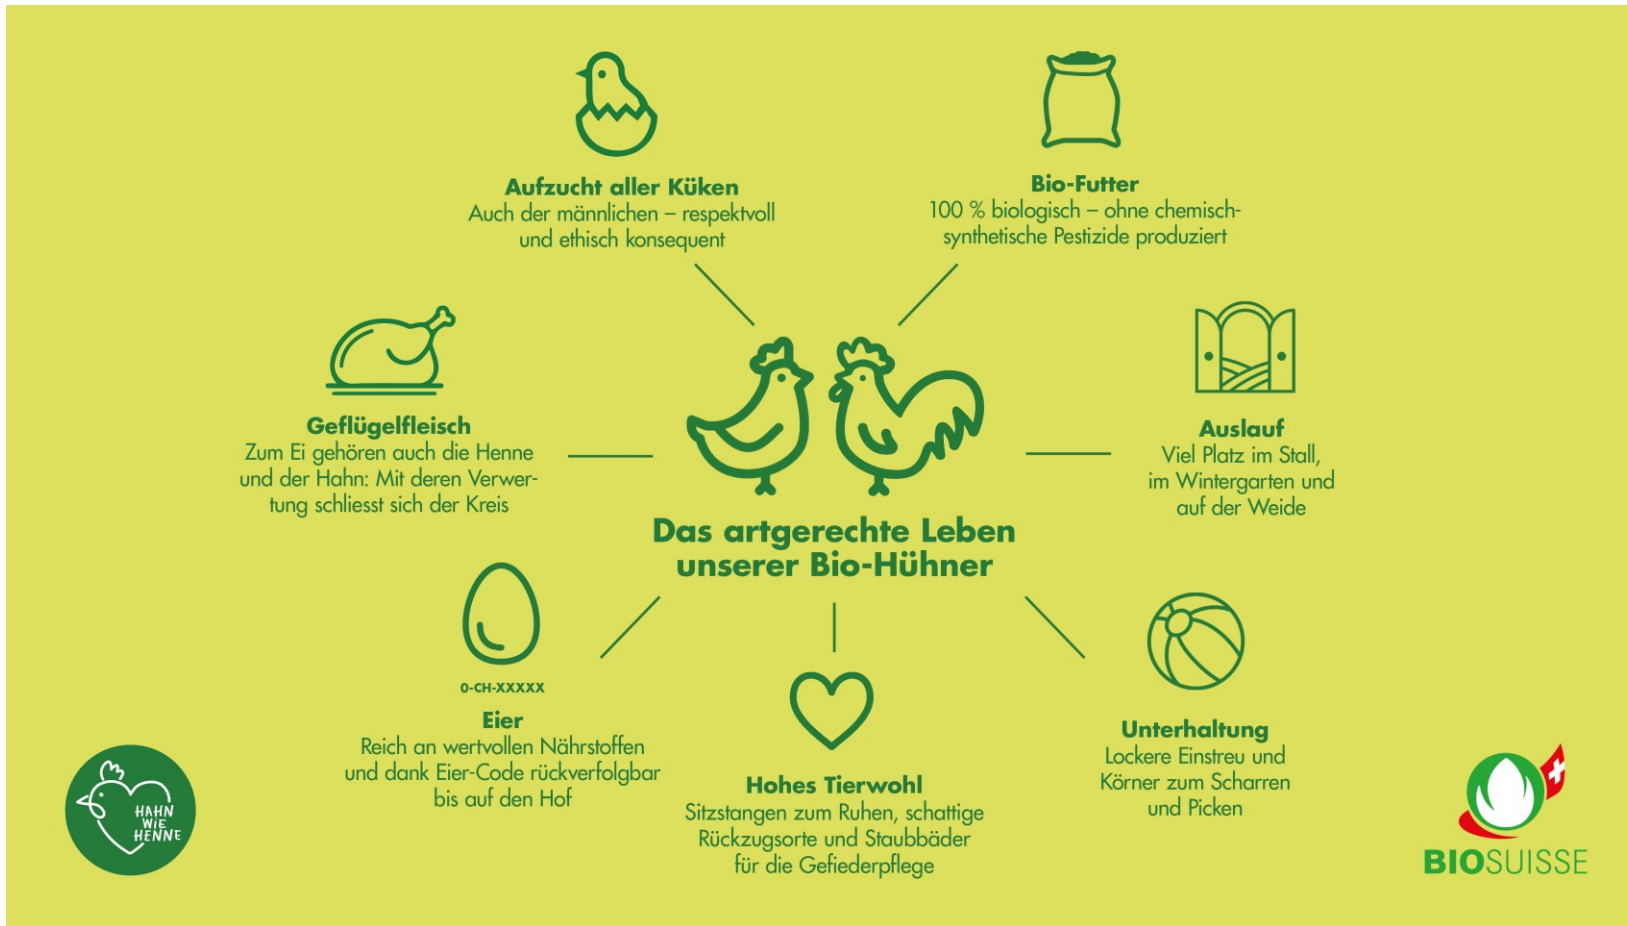 Aufzucht aller Küken
Auch der männlichen – respektvoll
und ethisch konsequent
Bio-Futter
100 % biologisch – ohne chemisch-
synthetische Pestizide produziert
Geflügelfleisch
Zum Ei gehören auch die Henne
und der Hahn: Mit deren Verwer-
tung schliesst sich der Kreis
Auslauf
Viel Platz im Stall,
im Wintergarten und
auf der Weide
Das artgerechte Leben
unserer Bio-Hühner
0-CH-XXXXX
Eier
Reich an wertvollen Nährstoffen
und dank Eier-Code rückverfolgbar
bis auf den Hof
Hohes Tierwohl
Sitzstangen zum Ruhen, schattige
Rückzugsorte und Staubbäder
für die Gefiederpflege
Unterhaltung
Lockere Einstreu und
Körner zum Scharren
und Picken
HAHN
WIE
HENNE
BIOSUISSE